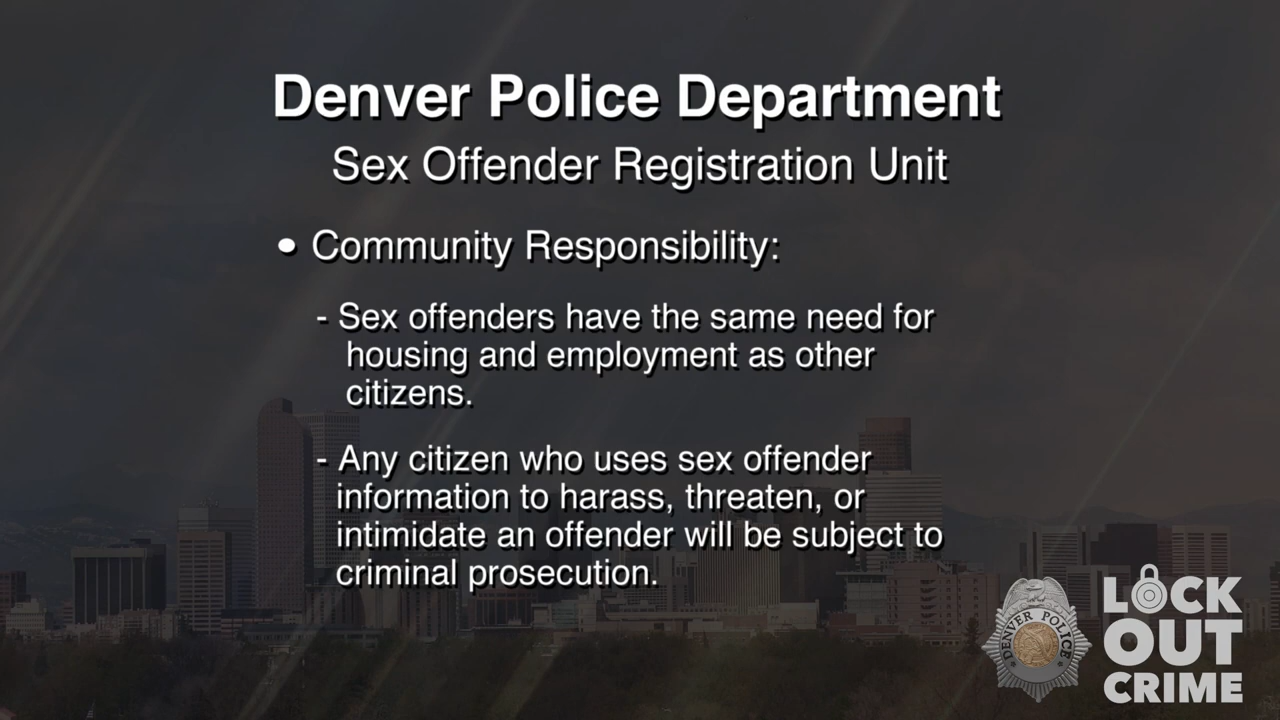 Denver Police Department
Sex Offender Registration Unit
• Community Responsibility:
- Sex offenders have the same need for
housing and employment as other
citizens.
- Any citizen who uses sex offender
information to harass, threaten, or
intimidate an offender will be subject to
criminal prosecution.
DENVER POLICE
LOCK
OUT
CRIME